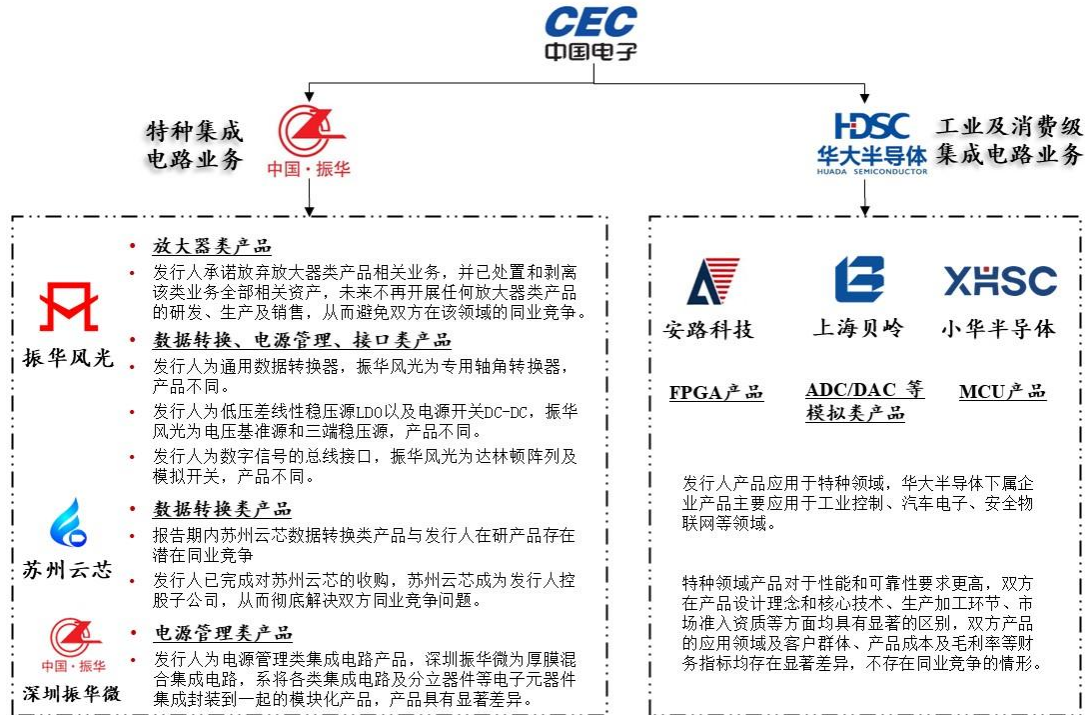 CEC
中国电子
特种集成
电路业务
中国·振华
HDSC
华大半导体
HUADA SEMICONDUCTOR
工业及消费级
集成电路业务
振华风光
• 放大器类产品
• 发行人承诺放弃放大器类产品相关业务，并已处置和剥离
该类业务全部相关资产，未来不再开展任何放大器类产品
的研发、生产及销售，从而避免双方在该领域的同业竞争。
• 数据转换、电源管理、接口类产品
• 发行人为通用数据转换器，振华风光为专用轴角转换器，
产品不同。
• 发行人为低压差线性稳压源LDO以及电源开关DC-DC，振华
风光为电压基准源和三端稳压源，产品不同。
• 发行人为数字信号的总线接口，振华风光为达林顿阵列及
模拟开关，产品不同。
苏州云芯
• 数据转换类产品
• 报告期内苏州云芯数据转换类产品与发行人在研产品存在
潜在同业竞争
• 发行人已完成对苏州云芯的收购，苏州云芯成为发行人控
股子公司，从而彻底解决双方同业竞争问题。
中国·振华
深圳振华微
• 电源管理类产品
• 发行人为电源管理类集成电路产品，深圳振华微为厚膜混
合集成电路，系将各类集成电路及分立器件等电子元器件
集成封装到一起的模块化产品，产品具有显著差异。
安路科技
FPGA产品
上海贝岭
ADC/DAC 等
模拟类产品
XHSC
小华半导体
MCU产品
发行人产品应用于特种领域，华大半导体下属企
业产品主要应用于工业控制、汽车电子、安全物
联网等领域。
特种领域产品对于性能和可靠性要求更高，双方
在产品设计理念和核心技术、生产加工环节、市
场准入资质等方面均具有显著的区别，双方产品
的应用领域及客户群体、产品成本及毛利率等财
务指标均存在显著差异，不存在同业竞争的情形。